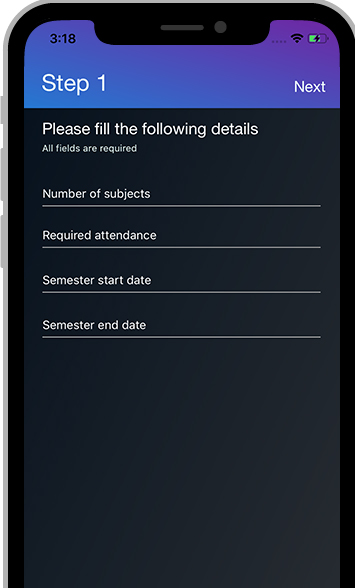 3:18
Step 1
Next
Please fill the following details
All fields are required
Number of subjects
Required attendance
Semester start date
Semester end date